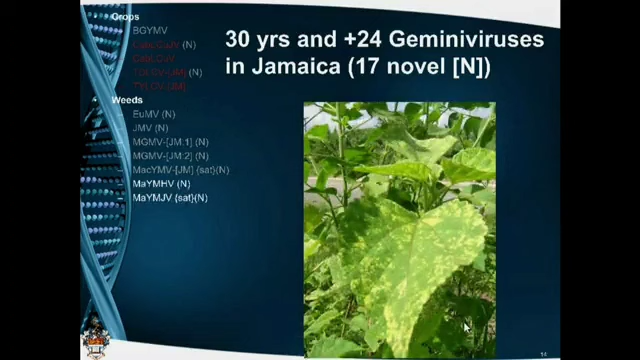 Crops
BGYMV
(N)
(N)
Weeds
EuMV (N)
JMV (N)
MGMV-[JM:1] (N)
MGMV-[JM:2] (N)
MacYMV-[JM] {sat}(N)
MaYMHV (N)
MaYMJV {sat}(N)
30 yrs and +24 Geminiviruses
in Jamaica (17 novel [N])